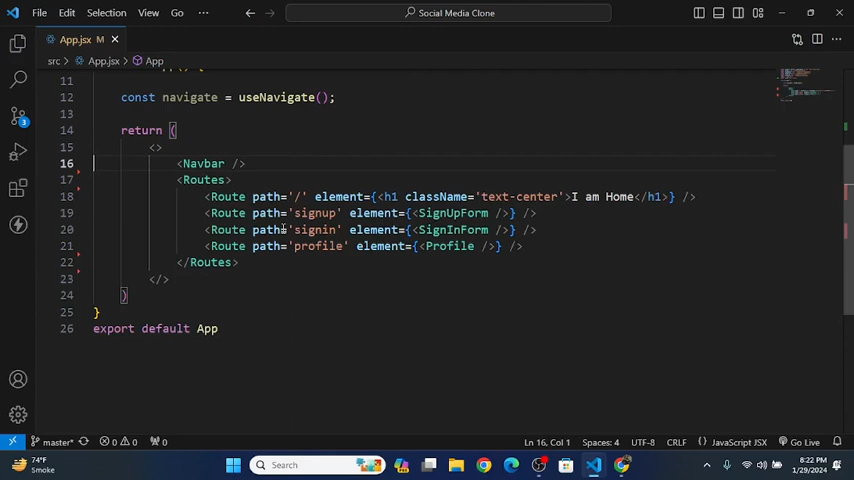 File Edit Selection View Go ··· Social Media Clone
App.jsx M
src > App.jsx > App
11
12 const navigate = useNavigate();
13
14 return (
15 <>
16 <Navbar />
17 <Routes>
18 <Route path='/' element={<h1 className='text-center'>I am Home</h1>} />
19 <Route path='signup' element={<SignUpForm />} />
20 <Route path='signin' element={<SignInForm />} />
21 <Route path='profile' element={<Profile />} />
22 </Routes>
23 </>
24 )
25 }
26 export default App
3
master* 0 0 0 Ln 16, Col 1 Spaces: 4 UTF-8 CRLF JavaScript JSX Go Live
74°F
Smoke
Search
8:22 PM
1/29/2024